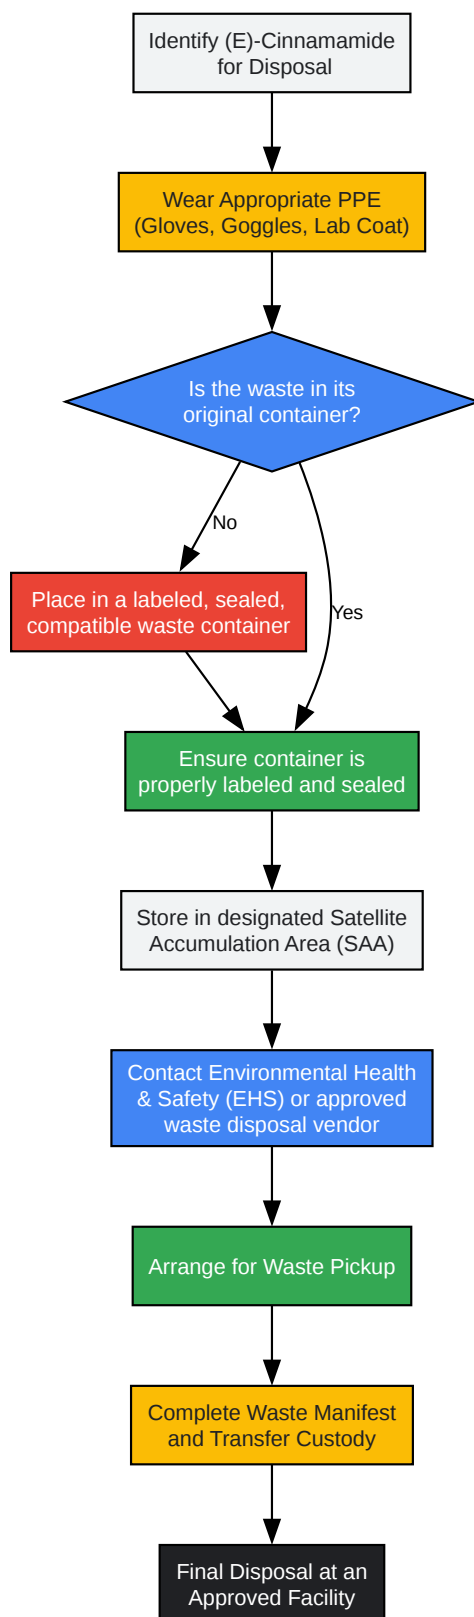 Identify (E)-Cinnamamide
for Disposal
Wear Appropriate PPE
(Gloves, Goggles, Lab Coat)
Is the waste in its
original container?
No
Place in a labeled, sealed,
compatible waste container
Yes
Ensure container is
properly labeled and sealed
Store in designated Satellite
Accumulation Area (SAA)
Contact Environmental Health
& Safety (EHS) or approved
waste disposal vendor
Arrange for Waste Pickup
Complete Waste Manifest
and Transfer Custody
Final Disposal at an
Approved Facility